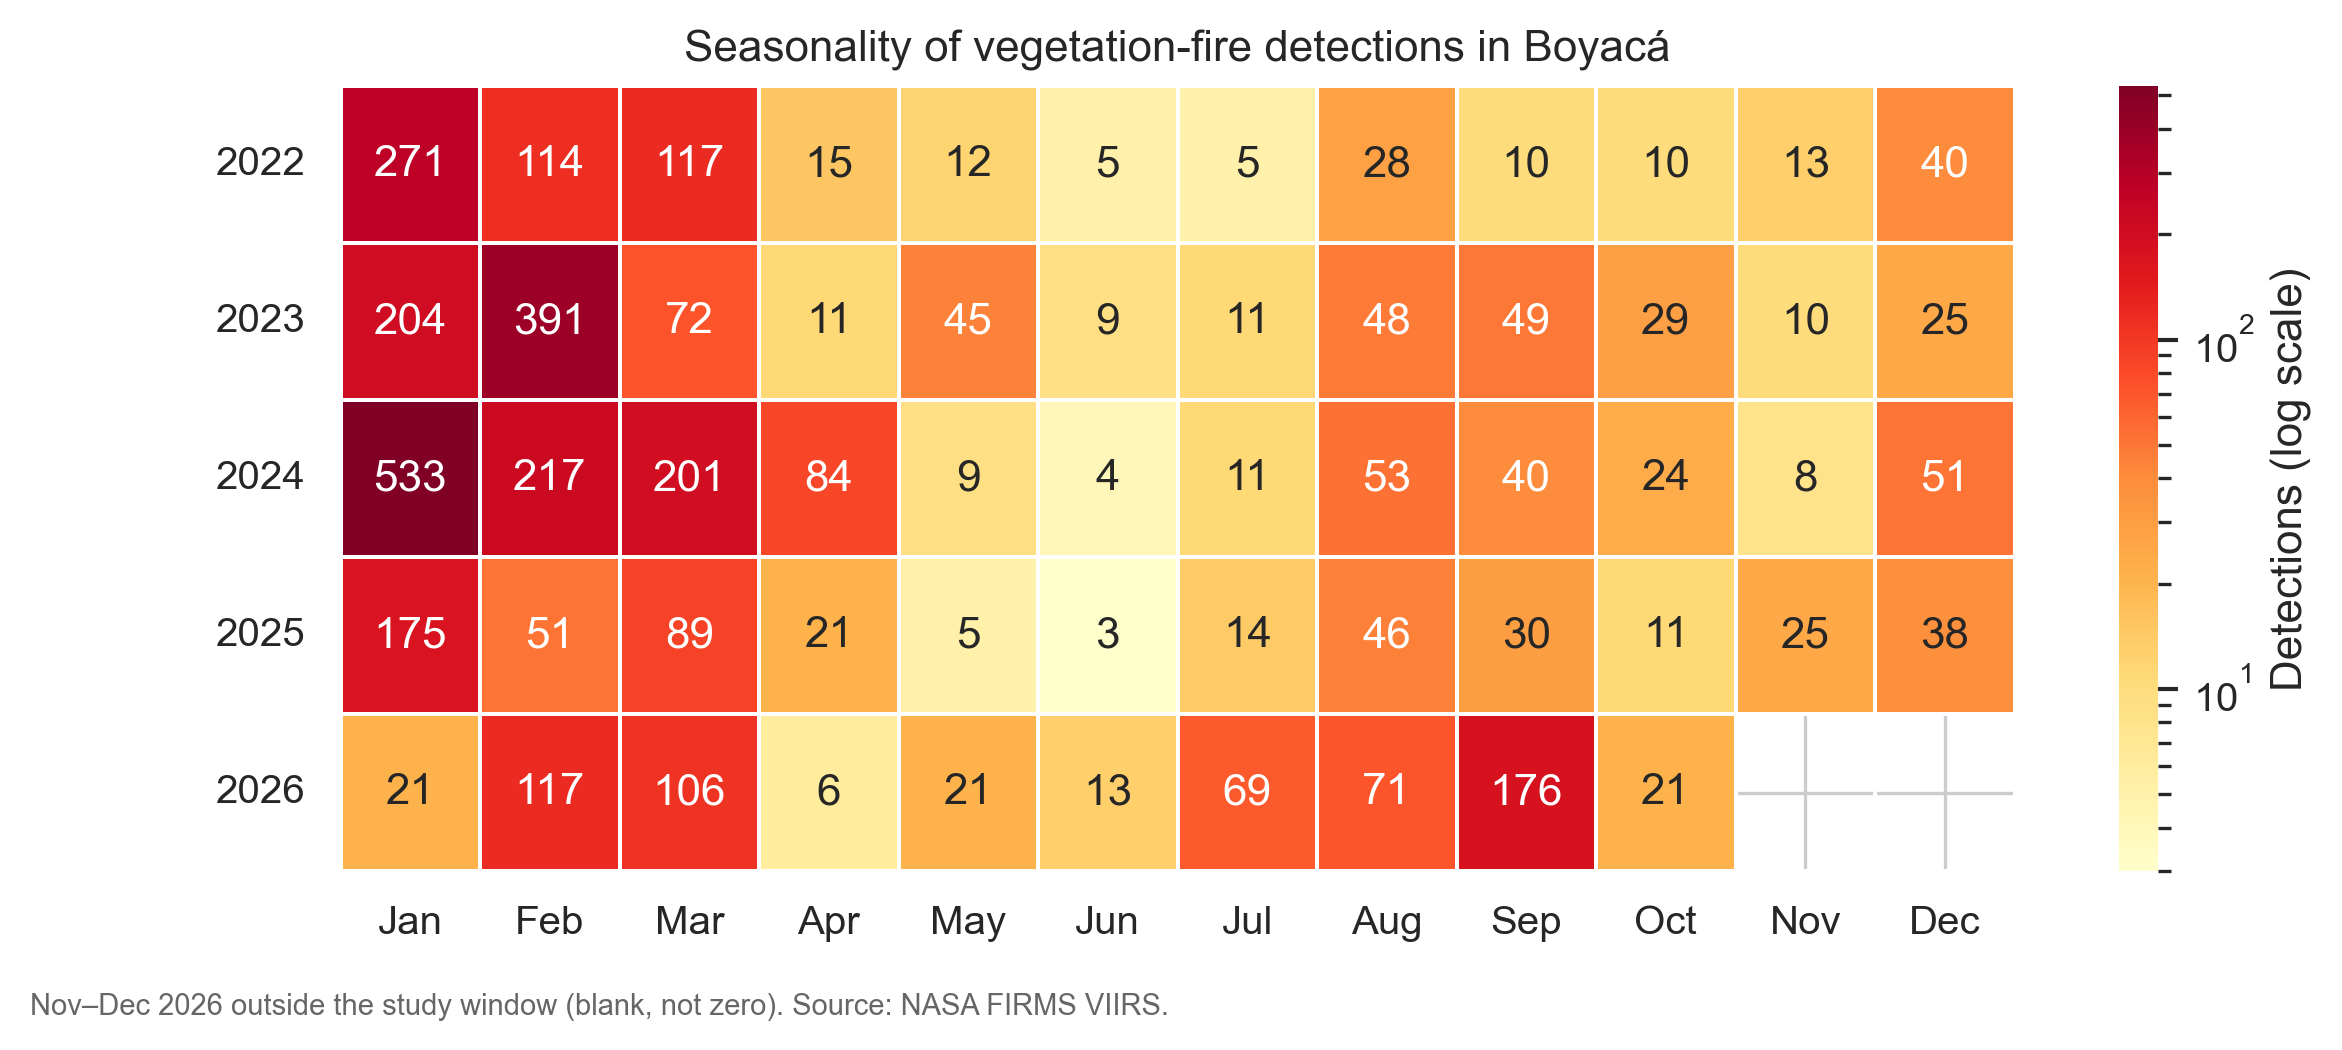 Seasonality of vegetation-fire detections in Boyacá
2022 271 114 117 15 12 5 5 28 10 10 13 40
2023 204 391 72 11 45 9 11 48 49 29 10 25
2024 533 217 201 84 9 4 11 53 40 24 8 51
2025 175 51 89 21 5 3 14 46 30 11 25 38
2026 21 117 106 6 21 13 69 71 176 21
Jan Feb Mar Apr May Jun Jul Aug Sep Oct Nov Dec
10²
10¹
Detections (log scale)
Nov–Dec 2026 outside the study window (blank, not zero). Source: NASA FIRMS VIIRS.